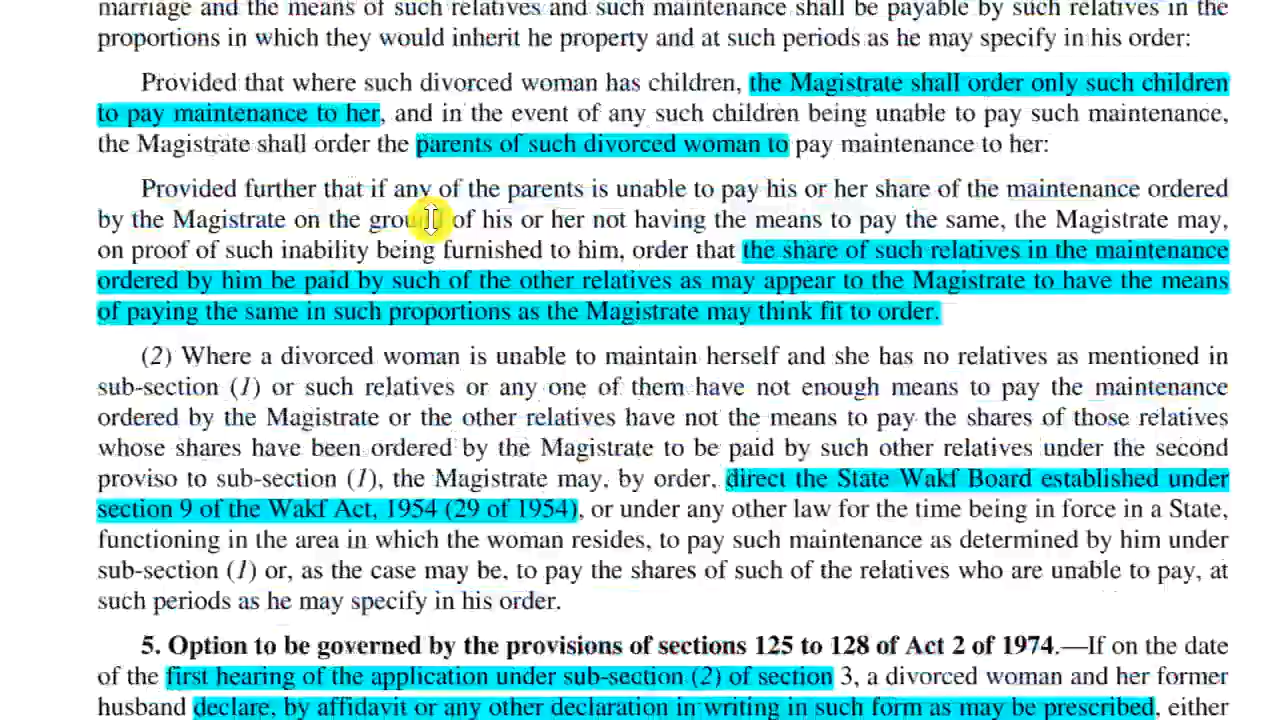 marriage and the means of such relatives and such maintenance shall be payable by such relatives in the
proportions in which they would inherit he property and at such periods as he may specify in his order:
Provided that where such divorced woman has children, the Magistrate shall order only such children
to pay maintenance to her, and in the event of any such children being unable to pay such maintenance,
the Magistrate shall order the parents of such divorced woman to pay maintenance to her:
Provided further that if any of the parents is unable to pay his or her share of the maintenance ordered
by the Magistrate on the ground of his or her not having the means to pay the same, the Magistrate may,
on proof of such inability being furnished to him, order that the share of such relatives in the maintenance
ordered by him be paid by such of the other relatives as may appear to the Magistrate to have the means
of paying the same in such proportions as the Magistrate may think fit to order.
(2) Where a divorced woman is unable to maintain herself and she has no relatives as mentioned in
sub-section (1) or such relatives or any one of them have not enough means to pay the maintenance
ordered by the Magistrate or the other relatives have not the means to pay the shares of those relatives
whose shares have been ordered by the Magistrate to be paid by such other relatives under the second
proviso to sub-section (1), the Magistrate may, by order, direct the State Wakf Board established under
section 9 of the Wakf Act, 1954 (29 of 1954), or under any other law for the time being in force in a State,
functioning in the area in which the woman resides, to pay such maintenance as determined by him under
sub-section (1) or, as the case may be, to pay the shares of such of the relatives who are unable to pay, at
such periods as he may specify in his order.
5. Option to be governed by the provisions of sections 125 to 128 of Act 2 of 1974.—If on the date
of the first hearing of the application under sub-section (2) of section 3, a divorced woman and her former
husband declare, by affidavit or any other declaration in writing in such form as may be prescribed, either